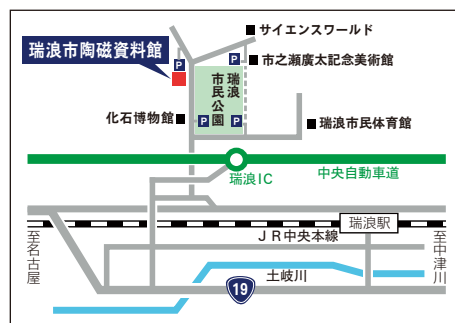 サイエンスワールド
瑞浪市陶磁資料館
P
P
市之瀬廣太記念美術館
瑞浪
市民公園
化石博物館
P
P
瑞浪市民体育館
瑞浪IC
中央自動車道
瑞浪駅
至名古屋
JR中央本線
至中津川
土岐川
19